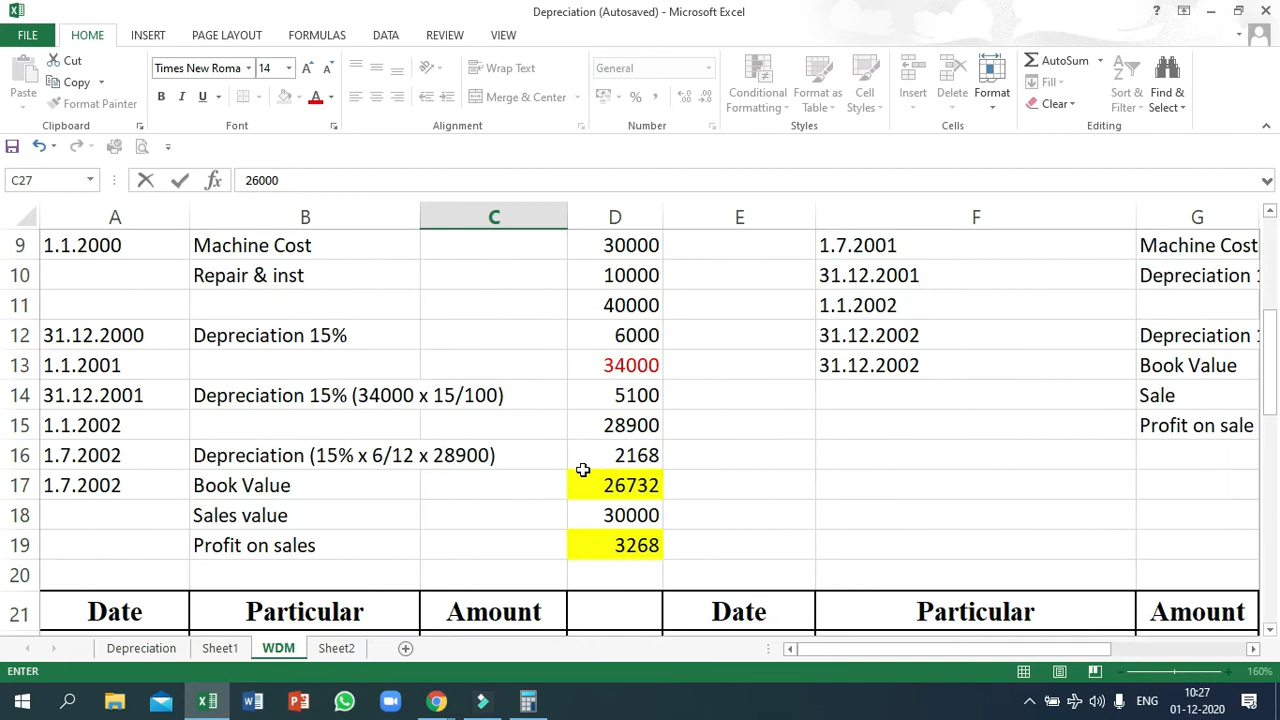 Depreciation (Autosaved) - Microsoft Excel
FILE HOME INSERT PAGE LAYOUT FORMULAS DATA REVIEW VIEW
Paste Cut Copy Format Painter Clipboard
Times New Roma 14 B I U A Font
Wrap Text Merge & Center Alignment
General % , Number
Conditional Formatting Format as Table Cell Styles Styles
Insert Delete Format Cells
AutoSum Fill Clear Sort & Filter Find & Select Editing
C27 fx 26000
A B C D E F G
9 1.1.2000 Machine Cost 30000 1.7.2001 Machine Cost
10 Repair & inst 10000 31.12.2001 Depreciation 1
11 40000 1.1.2002
12 31.12.2000 Depreciation 15% 6000 31.12.2002 Depreciation 1
13 1.1.2001 34000 31.12.2002 Book Value
14 31.12.2001 Depreciation 15% (34000 x 15/100) 5100 Sale
15 1.1.2002 28900 Profit on sale
16 1.7.2002 Depreciation (15% x 6/12 x 28900) 2168
17 1.7.2002 Book Value 26732
18 Sales value 30000
19 Profit on sales 3268
20
21 Date Particular Amount Date Particular Amount
Depreciation Sheet1 WDM Sheet2
ENTER 160%
ENG 10:27
01-12-2020